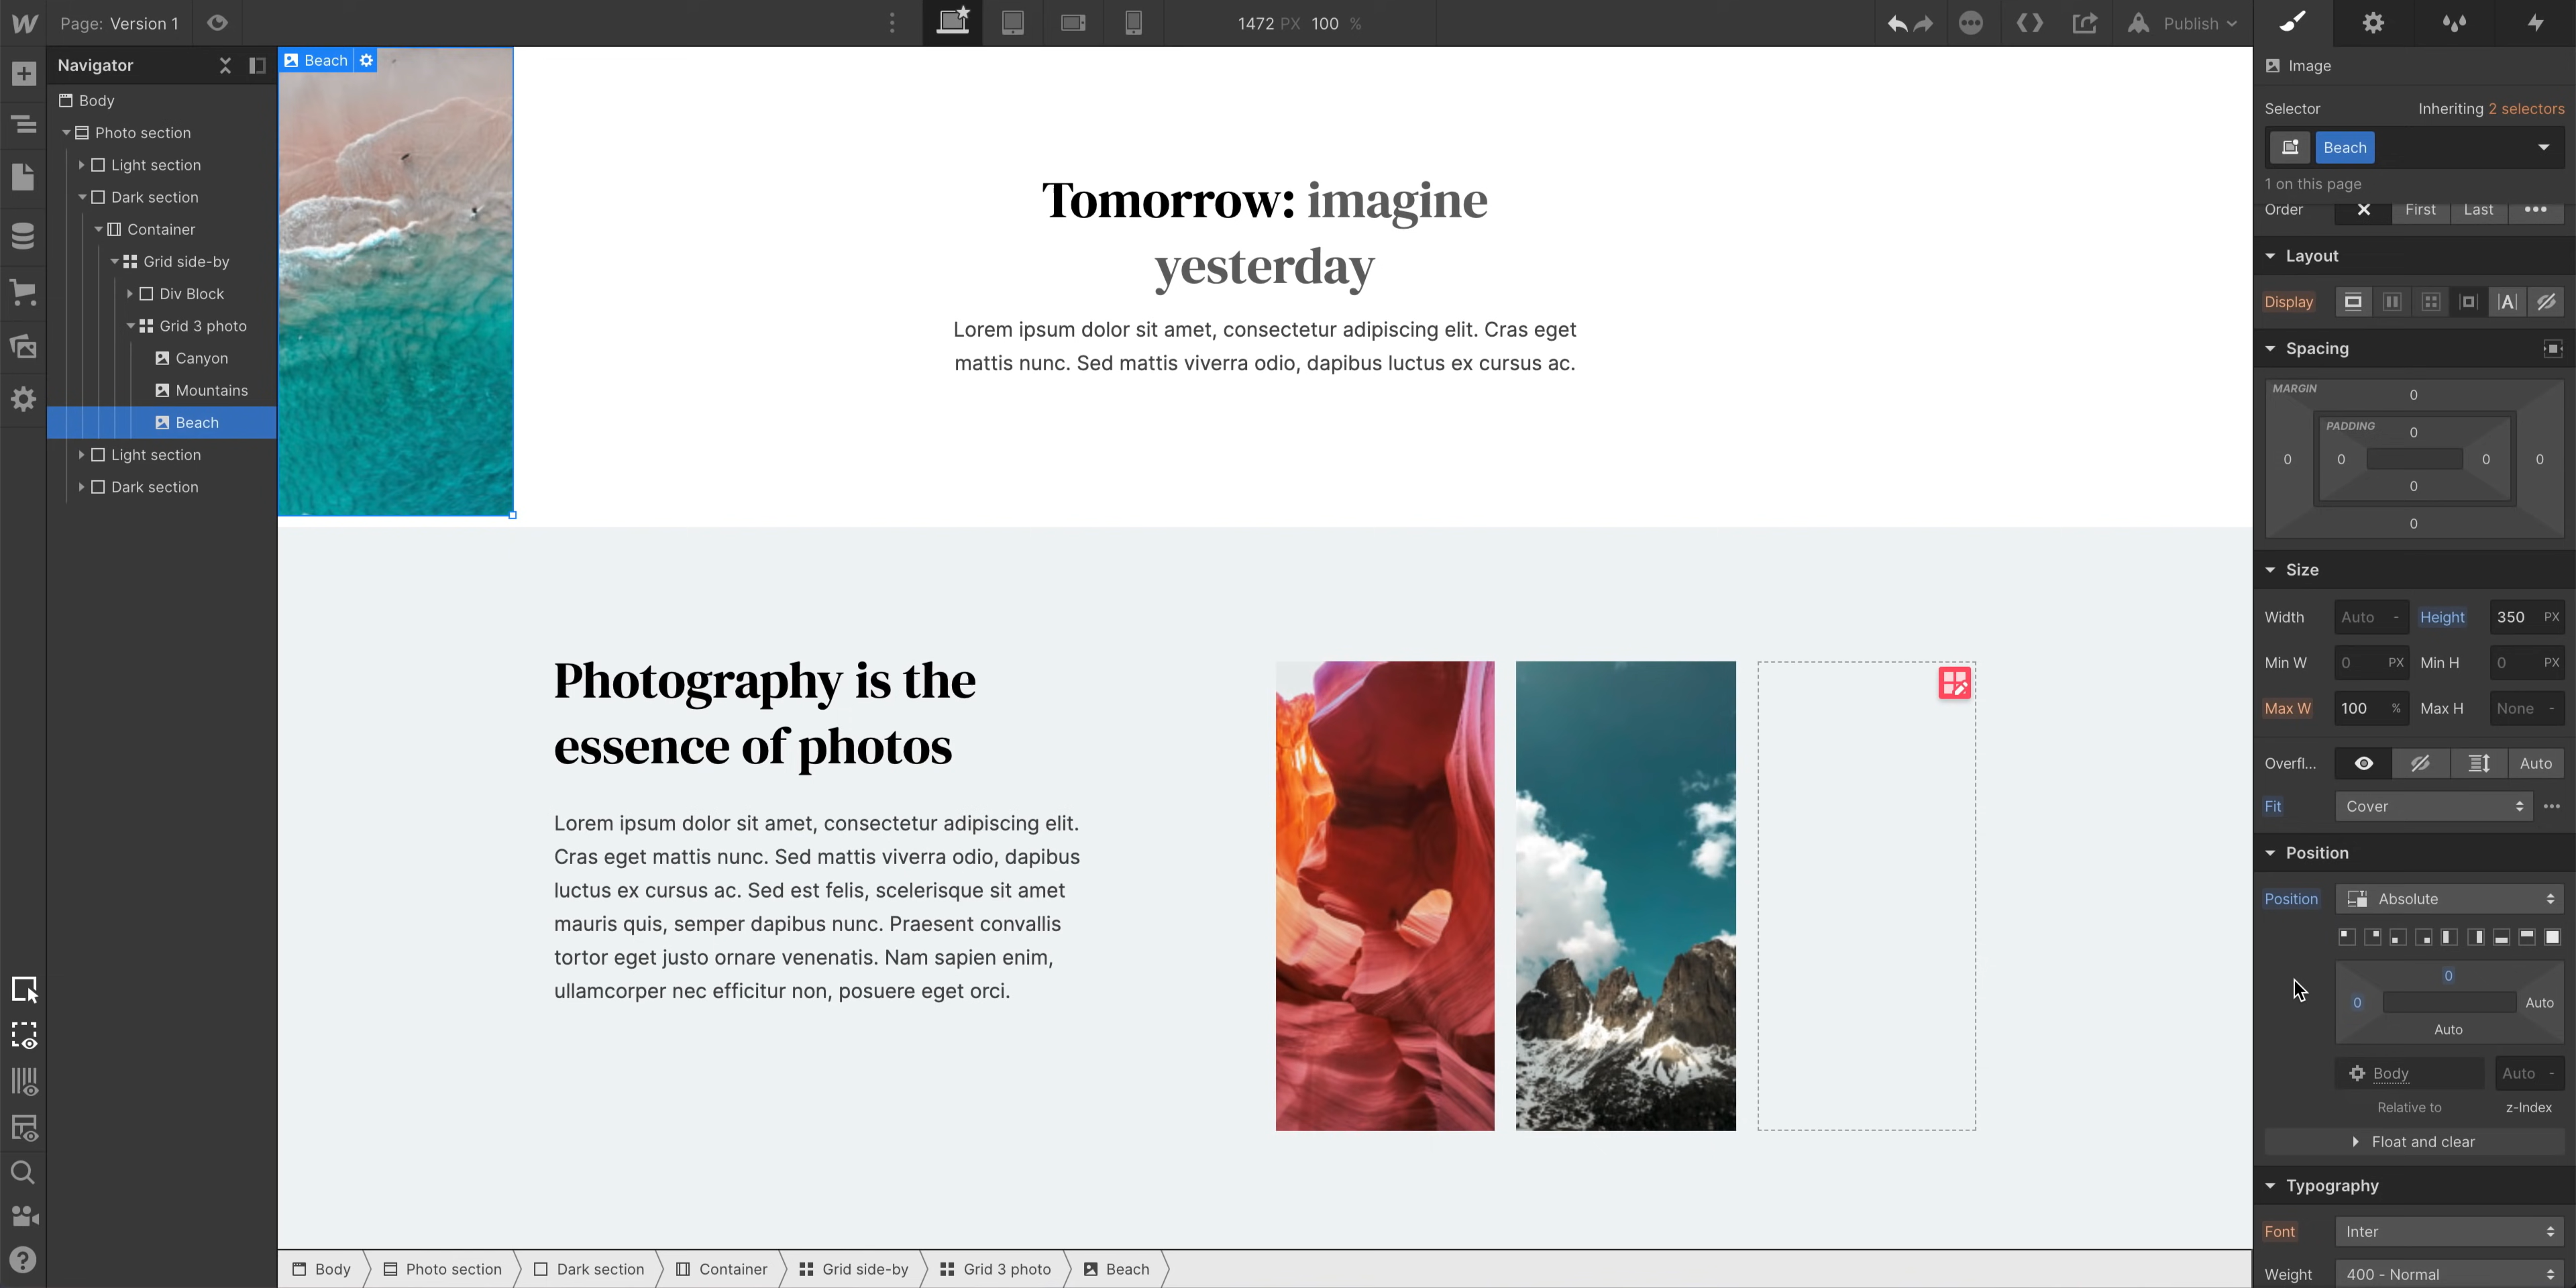 Page: Version 1
1472 PX 100 %
Publish
Navigator
Body
Photo section
Light section
Dark section
Container
Grid side-by
Div Block
Grid 3 photo
Canyon
Mountains
Beach
Light section
Dark section
Beach
Tomorrow: imagine
yesterday
Lorem ipsum dolor sit amet, consectetur adipiscing elit. Cras eget
mattis nunc. Sed mattis viverra odio, dapibus luctus ex cursus ac.
Photography is the
essence of photos
Lorem ipsum dolor sit amet, consectetur adipiscing elit.
Cras eget mattis nunc. Sed mattis viverra odio, dapibus
luctus ex cursus ac. Sed est felis, scelerisque sit amet
mauris quis, semper dapibus nunc. Praesent convallis
tortor eget justo ornare venenatis. Nam sapien enim,
ullamcorper nec efficitur non, posuere eget orci.
Body Photo section Dark section Container Grid side-by Grid 3 photo Beach
Image
Selector Inheriting 2 selectors
Beach
1 on this page
Order First Last
Layout
Display
Spacing
MARGIN
0
PADDING
0
0 0 0 0
0
0
Size
Width Auto - Height 350 PX
Min W 0 PX Min H 0 PX
Max W 100 % Max H None -
Overfl... Auto
Fit Cover
Position
Position Absolute
0
0 Auto
Auto
Body Auto -
Relative to z-Index
Float and clear
Typography
Font Inter
Weight 400 - Normal